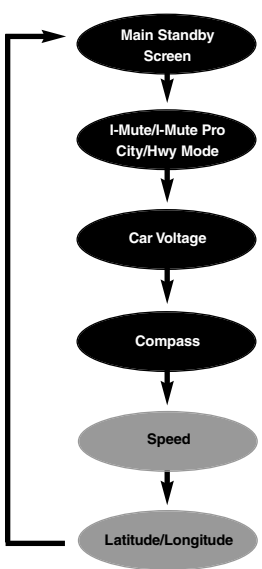 Main Standby
Screen
I-Mute/I-Mute Pro
City/Hwy Mode
Car Voltage
Compass
Speed
Latitude/Longitude